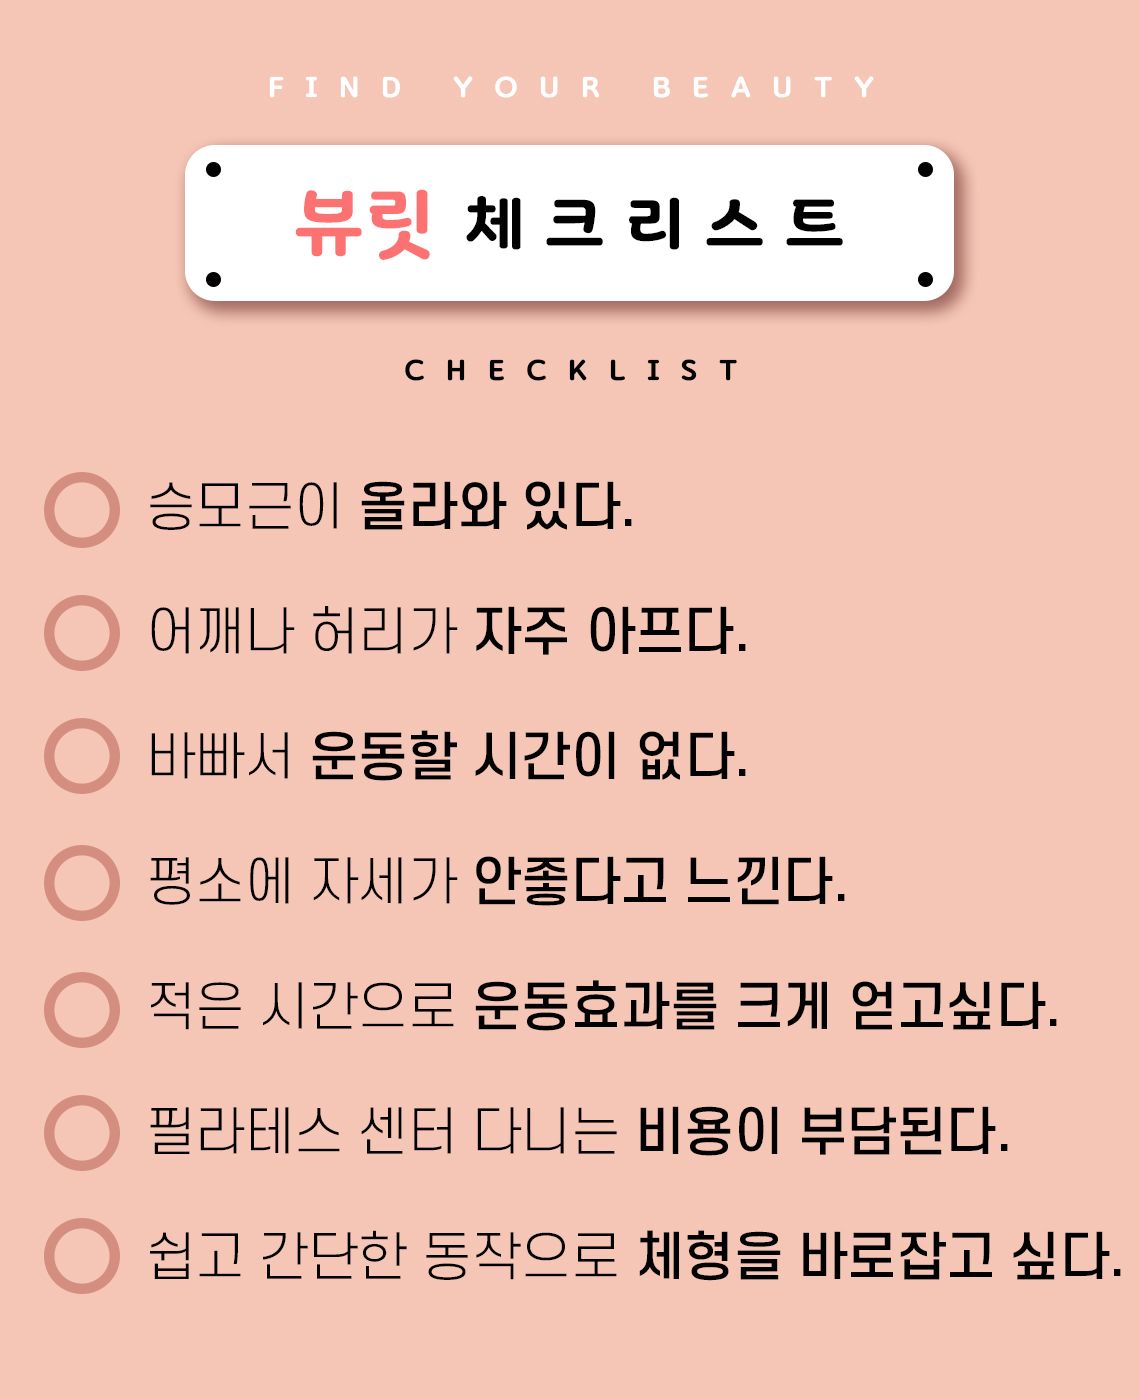 FIND YOUR BEAUTY
뷰릿 체크리스트
CHECKLIST
승모근이 올라와 있다.
어깨나 허리가 자주 아프다.
바빠서 운동할 시간이 없다.
평소에 자세가 안좋다고 느낀다.
적은 시간으로 운동효과를 크게 얻고싶다.
필라테스 센터 다니는 비용이 부담된다.
쉽고 간단한 동작으로 체형을 바로잡고 싶다.